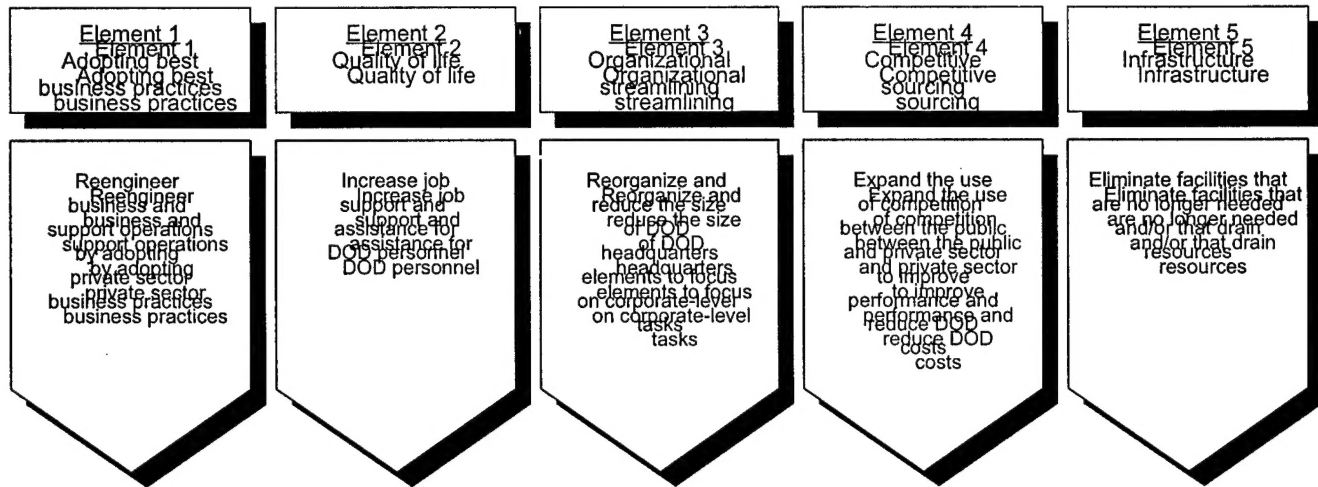 Element 1
Adopting best
business practices
Element 2
Quality of life
Element 3
Organizational
streamlining
Element 4
Competitive
sourcing
Element 5
Infrastructure
Reengineer
business and
support operations
by adopting
private sector
business practices
Increase job
support and
assistance for
DOD personnel
Reorganize and
reduce the size
of DOD
headquarters
elements to focus
on corporate-level
tasks
Expand the use
of competition
between the public
and private sector
to improve
performance and
reduce DOD
costs
Eliminate facilities that
are no longer needed
and/or that drain
resources